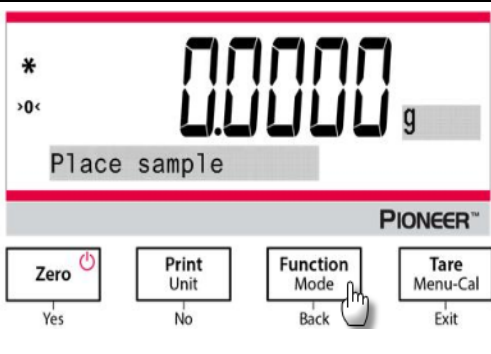 *
0.0000
>0<
g
Place sample
PIONEER™
Zero Print Function Tare
Unit Mode Menu-Cal
Yes No Back Exit